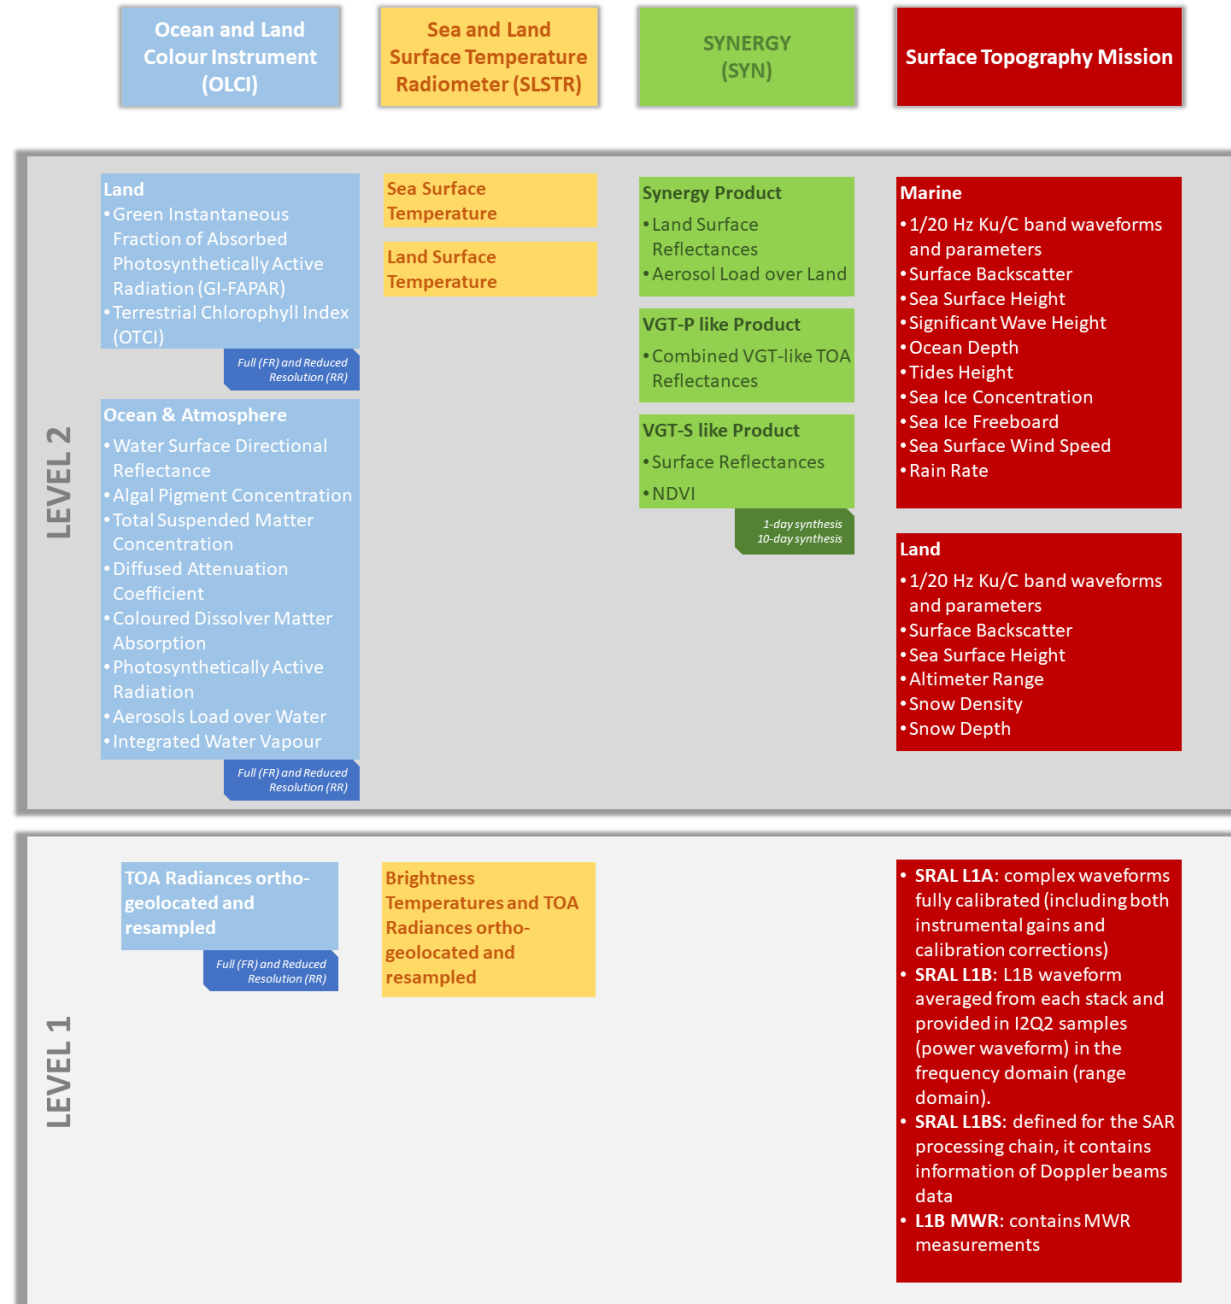 Ocean and Land
Colour Instrument
(OLCI)
Sea and Land
Surface Temperature
Radiometer (SLSTR)
SYNERGY
(SYN)
Surface Topography Mission
LEVEL 2
Land
• Green Instantaneous
Fraction of Absorbed
Photosynthetically Active
Radiation (GI-FAPAR)
• Terrestrial Chlorophyll Index
(OTCI)
Full (FR) and Reduced
Resolution (RR)
Ocean & Atmosphere
• Water Surface Directional
Reflectance
• Algal Pigment Concentration
• Total Suspended Matter
Concentration
• Diffused Attenuation
Coefficient
• Coloured Dissolver Matter
Absorption
• Photosynthetically Active
Radiation
• Aerosols Load over Water
• Integrated Water Vapour
Full (FR) and Reduced
Resolution (RR)
Sea Surface
Temperature
Land Surface
Temperature
Synergy Product
• Land Surface
Reflectances
• Aerosol Load over Land
VGT-P like Product
• Combined VGT-like TOA
Reflectances
VGT-S like Product
• Surface Reflectances
• NDVI
1-day synthesis
10-day synthesis
Marine
• 1/20 Hz Ku/C band waveforms
and parameters
• Surface Backscatter
• Sea Surface Height
• Significant Wave Height
• Ocean Depth
• Tides Height
• Sea Ice Concentration
• Sea Ice Freeboard
• Sea Surface Wind Speed
• Rain Rate
Land
• 1/20 Hz Ku/C band waveforms
and parameters
• Surface Backscatter
• Sea Surface Height
• Altimeter Range
• Snow Density
• Snow Depth
LEVEL 1
TOA Radiances ortho-
geolocated and
resampled
Full (FR) and Reduced
Resolution (RR)
Brightness
Temperatures and TOA
Radiances ortho-
geolocated and
resampled
• SRAL L1A: complex waveforms
fully calibrated (including both
instrumental gains and
calibration corrections)
• SRAL L1B: L1B waveform
averaged from each stack and
provided in I2Q2 samples
(power waveform) in the
frequency domain (range
domain).
• SRAL L1BS: defined for the SAR
processing chain, it contains
information of Doppler beams
data
• L1B MWR: contains MWR
measurements